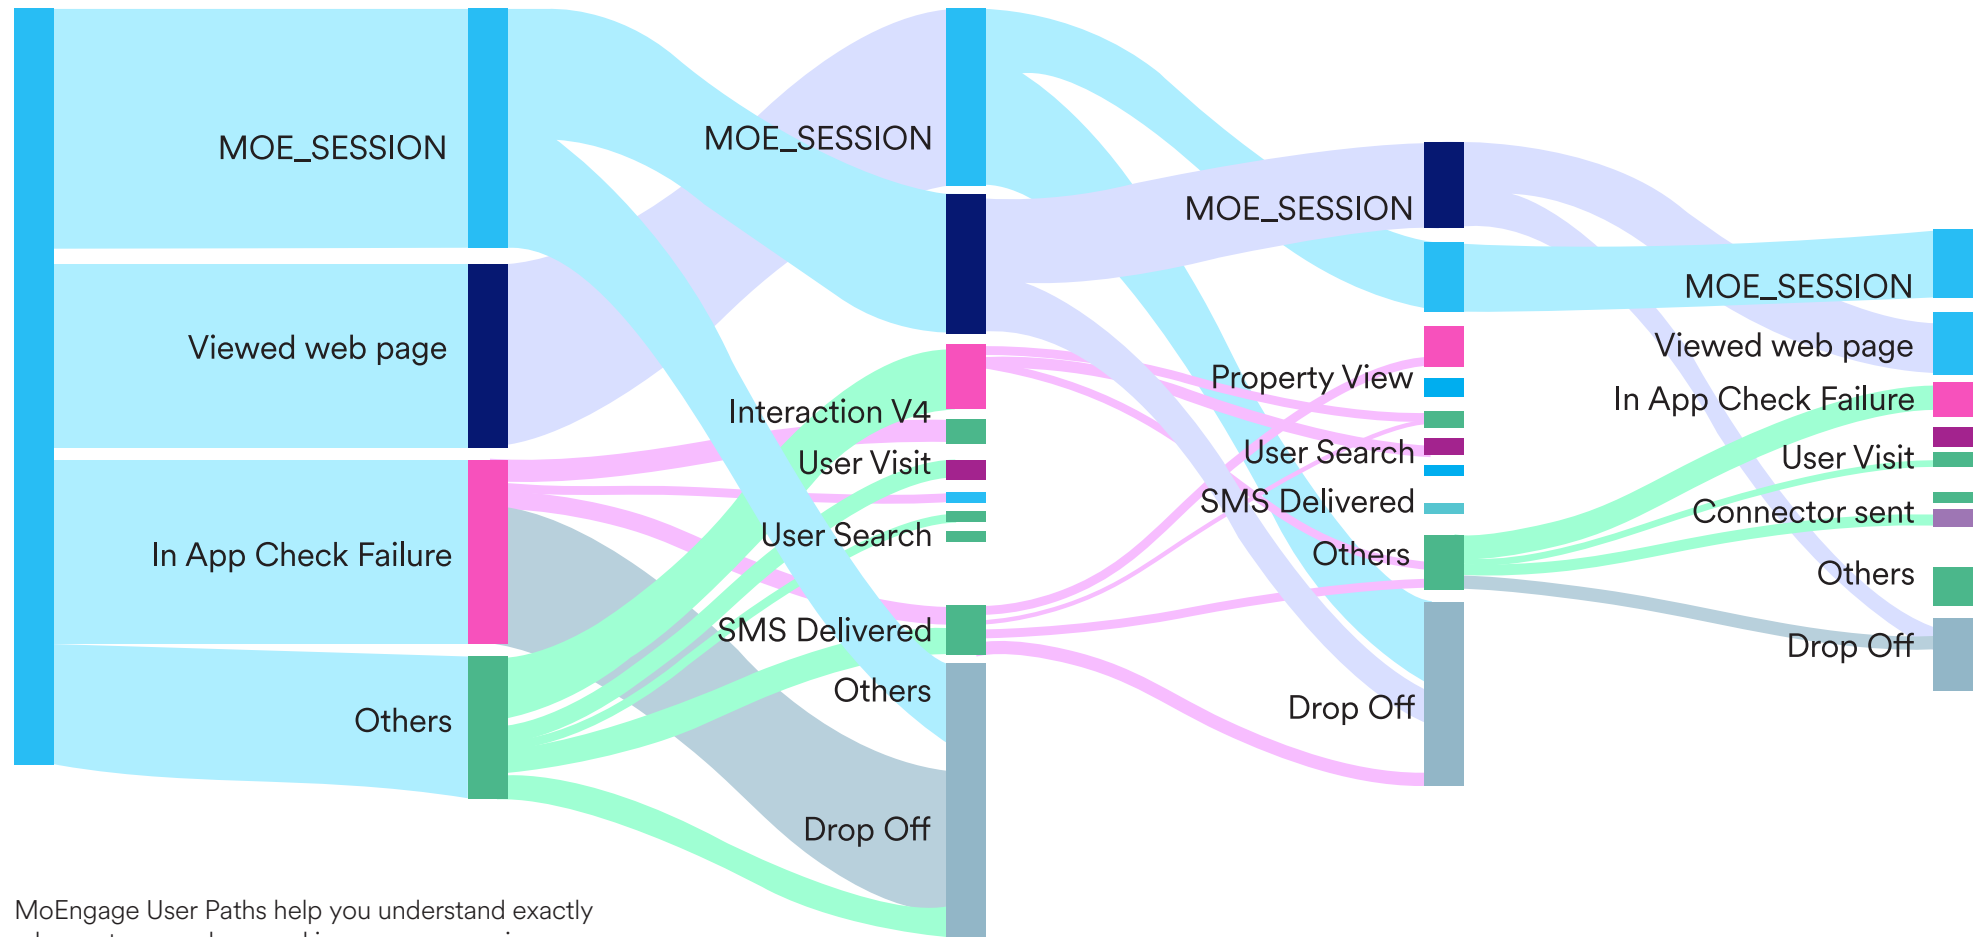 MOE_SESSION
Viewed web page
In App Check Failure
Others
MOE_SESSION
Interaction V4
User Visit
User Search
SMS Delivered
Others
Drop Off
MOE_SESSION
Property View
User Search
SMS Delivered
Others
Drop Off
MOE_SESSION
Viewed web page
In App Check Failure
User Visit
Connector sent
Others
Drop Off
MoEngage User Paths help you understand exactly